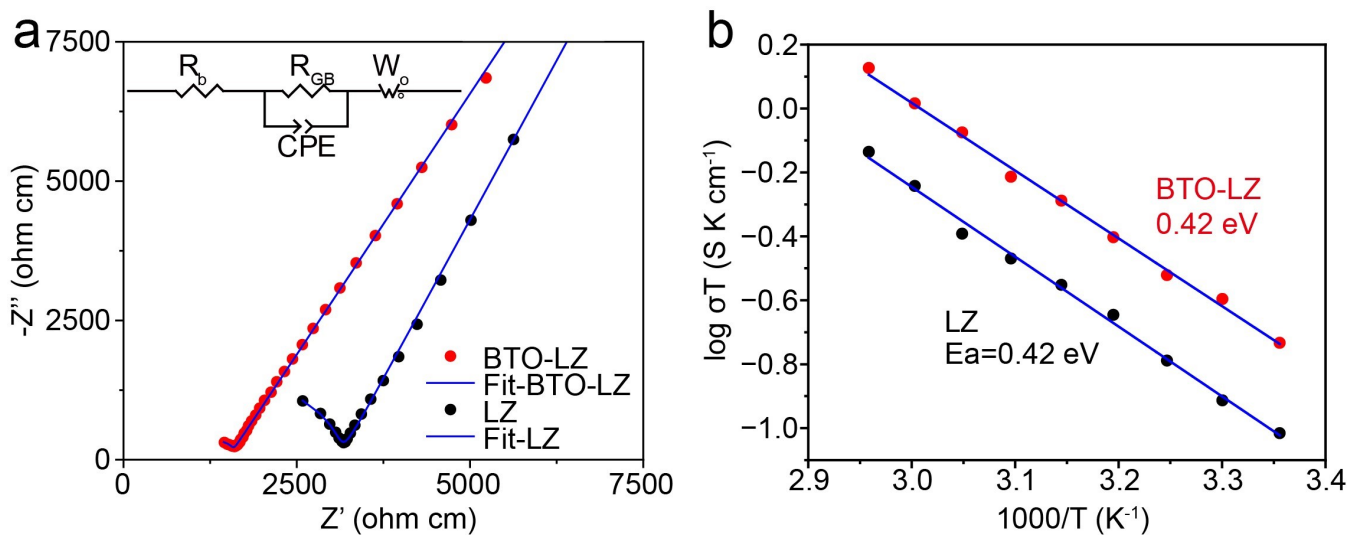 a
7500
5000
2500
0
-Z’’ (ohm cm)
R_b
R_GB
W_o
CPE
BTO-LZ
Fit-BTO-LZ
LZ
Fit-LZ
0
2500
5000
7500
Z’ (ohm cm)
b
0.2
0.0
−0.2
−0.4
−0.6
−0.8
−1.0
log σT (S K cm⁻¹)
BTO-LZ
0.42 eV
LZ
Ea=0.42 eV
2.9
3.0
3.1
3.2
3.3
3.4
1000/T (K⁻¹)